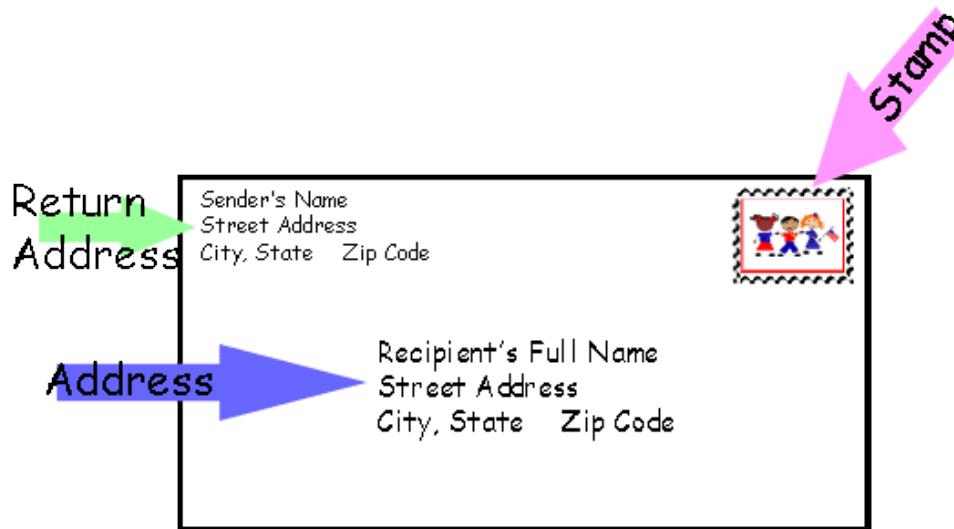 Stamp
Return
Address
Sender's Name
Street Address
City, State Zip Code
Address
Recipient's Full Name
Street Address
City, State Zip Code